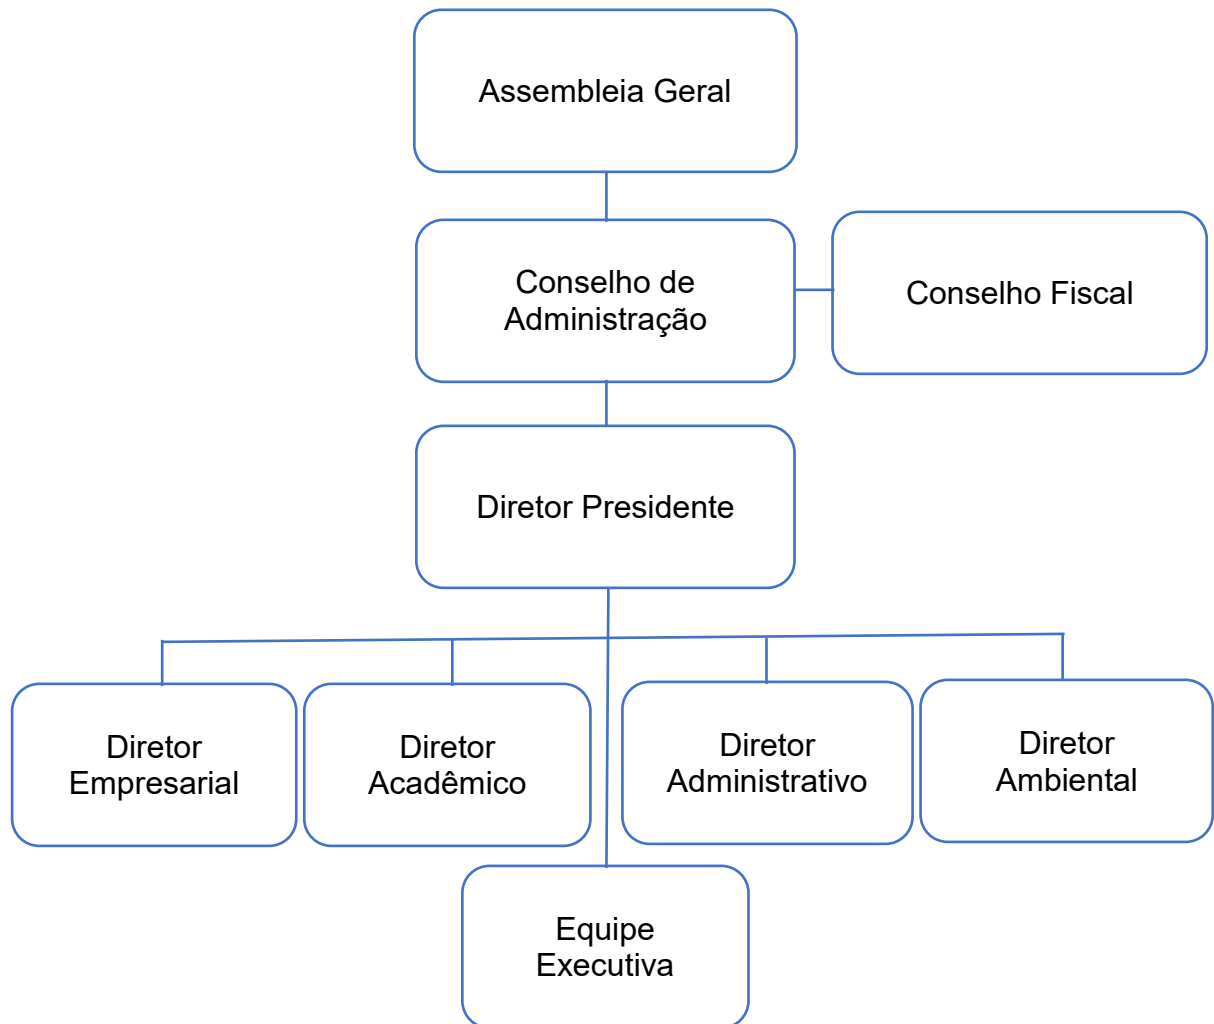 Assembleia Geral
Conselho de
Administração
Conselho Fiscal
Diretor Presidente
Diretor
Empresarial
Diretor
Acadêmico
Diretor
Administrativo
Diretor
Ambiental
Equipe
Executiva